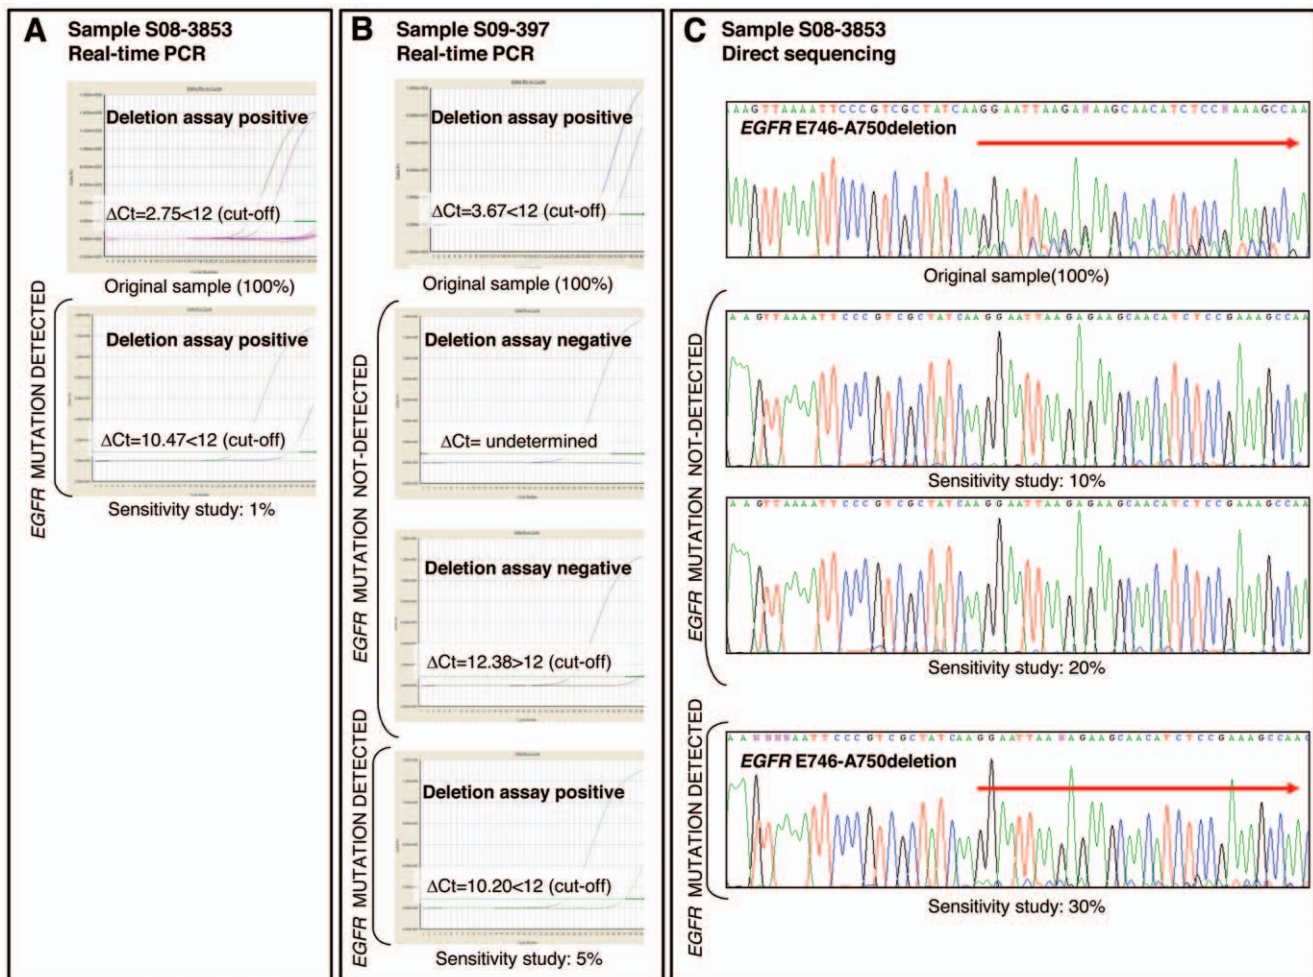 A Sample S08-3853
Real-time PCR
Deletion assay positive
ΔCt=2.75<12 (cut-off)
Original sample (100%)
EGFR MUTATION DETECTED
Deletion assay positive
ΔCt=10.47<12 (cut-off)
Sensitivity study: 1%
B Sample S09-397
Real-time PCR
Deletion assay positive
ΔCt=3.67<12 (cut-off)
Original sample (100%)
EGFR MUTATION NOT-DETECTED
Deletion assay negative
ΔCt= undetermined
Deletion assay negative
ΔCt=12.38>12 (cut-off)
EGFR MUTATION DETECTED
Deletion assay positive
ΔCt=10.20<12 (cut-off)
Sensitivity study: 5%
C Sample S08-3853
Direct sequencing
AAGTTAAAATTCCCGTCGCTATCAAGGAATTAAGANAAGCAACATCTCCNAAAGCCAA
EGFR E746-A750deletion
Original sample(100%)
EGFR MUTATION NOT-DETECTED
AAGTTAAAATTCCCGTCGCTATCAAGGAATTAAGAGAAGCAACATCTCCGAAAGCCAA
Sensitivity study: 10%
AAGTTAAAATTCCCGTCGCTATCAAGGAATTAAGAGAAGCAACATCTCCGAAAGCCAA
Sensitivity study: 20%
EGFR MUTATION DETECTED
AANNNNAATTCCCGTCGCTATCAAGGAATTAANAGAAGCAACATCTCCGAAAGCCAAC
EGFR E746-A750deletion
Sensitivity study: 30%